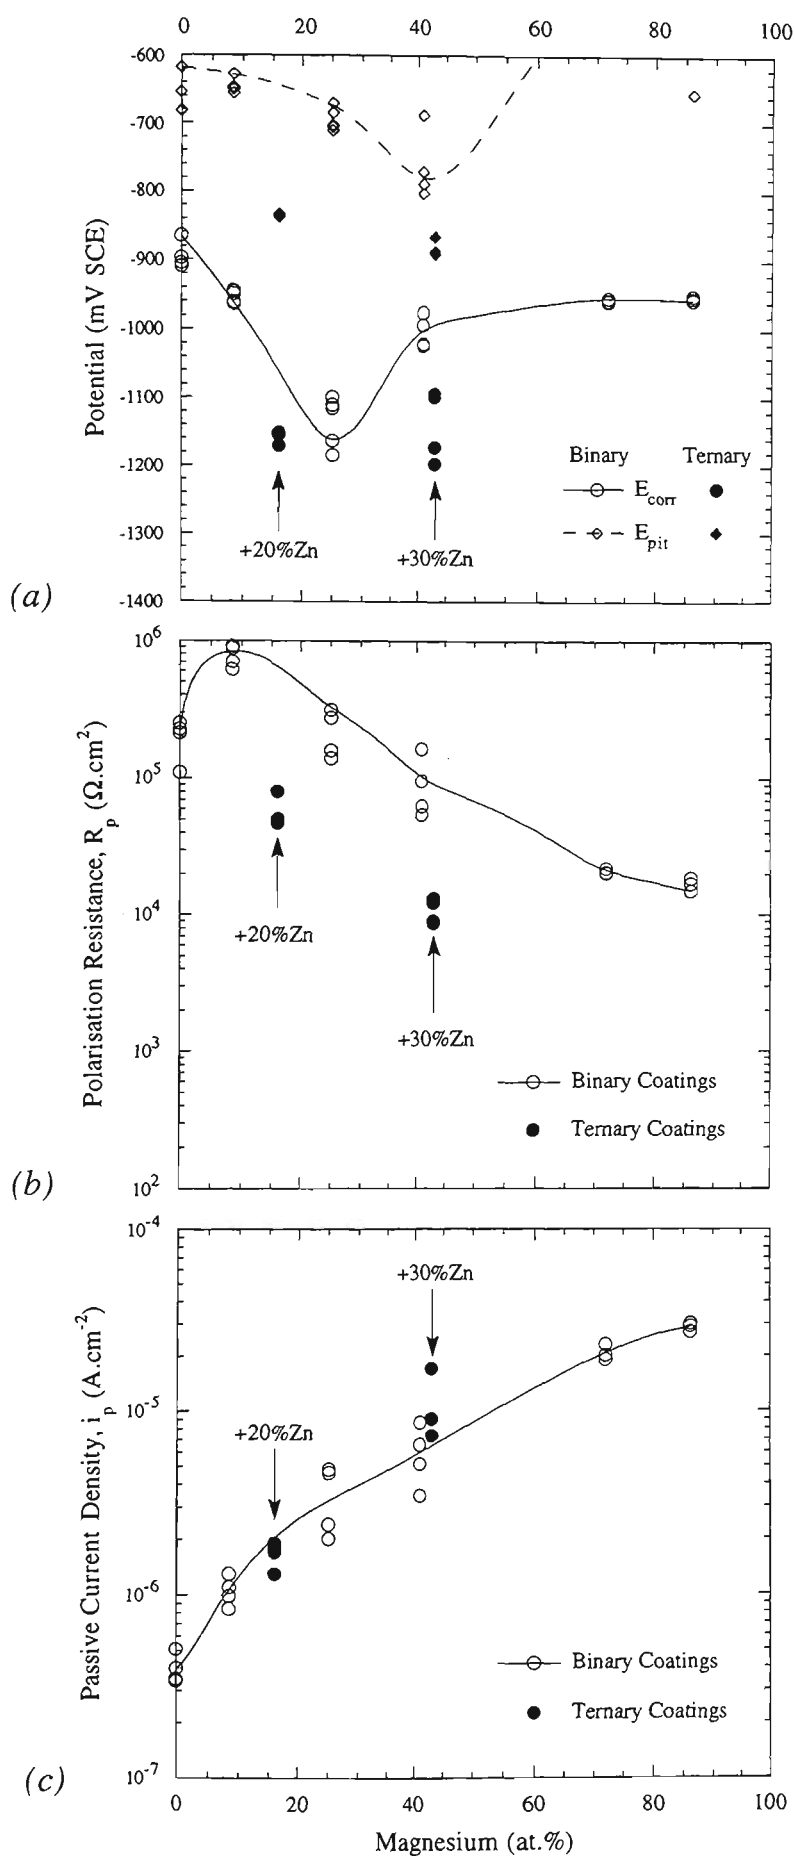 0 20 40 60 80 100
-600
-700
-800
-900
-1000
-1100
-1200
-1300
-1400
Potential (mV SCE)
Binary Ternary
E_corr
E_pit
+20%Zn
+30%Zn
(a)
10^6
10^5
10^4
10^3
10^2
Polarisation Resistance, R_p (Ω.cm^2)
+20%Zn
+30%Zn
Binary Coatings
Ternary Coatings
(b)
10^-4
10^-5
10^-6
10^-7
Passive Current Density, i_p (A.cm^-2)
+30%Zn
+20%Zn
Binary Coatings
Ternary Coatings
(c)
0 20 40 60 80 100
Magnesium (at.%)